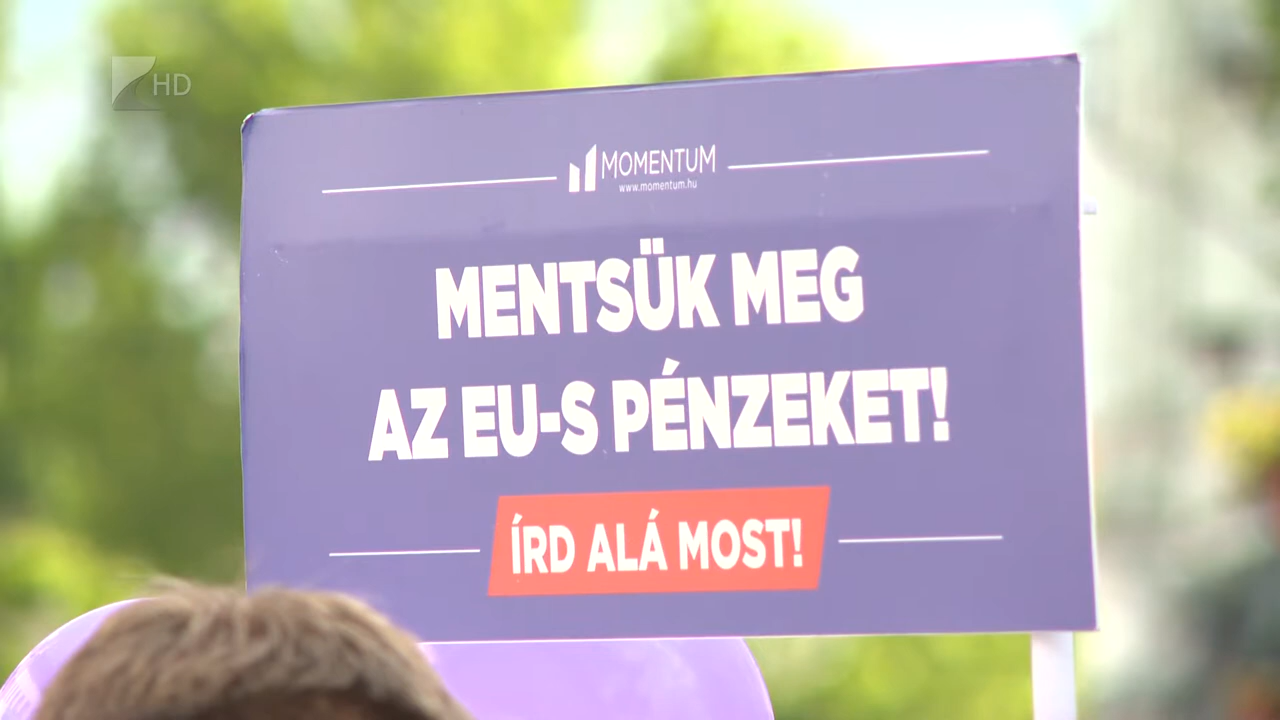 HD
MOMENTUM
www.momentum.hu
MENTSÜK MEG
AZ EU-S PÉNZEKET!
ÍRD ALÁ MOST!